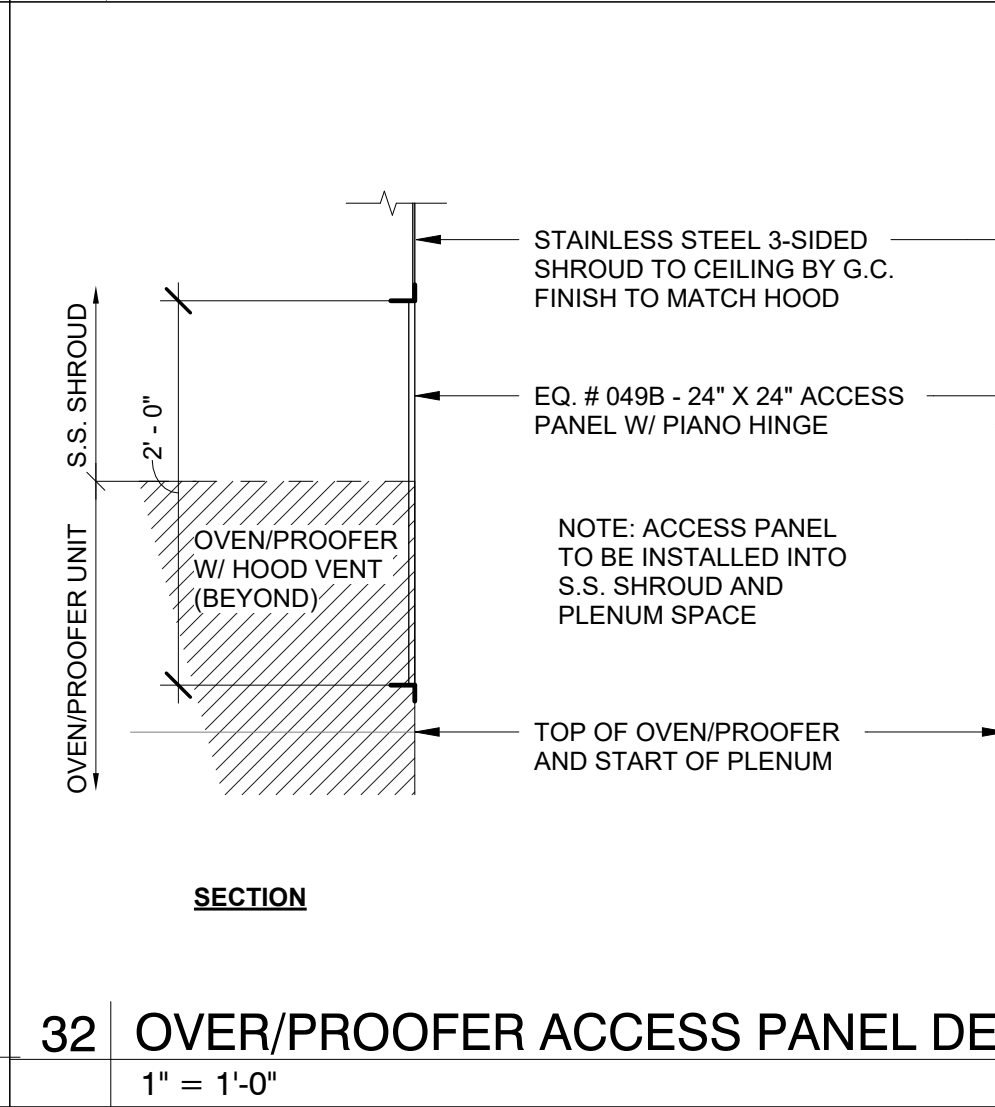 STAINLESS STEEL 3-SIDED
SHROUD TO CEILING BY G.C.
FINISH TO MATCH HOOD
S.S. SHROUD
2' - 0"
EQ. # 049B - 24" X 24" ACCESS
PANEL W/ PIANO HINGE
OVEN/PROOFER UNIT
OVEN/PROOFER
W/ HOOD VENT
(BEYOND)
NOTE: ACCESS PANEL
TO BE INSTALLED INTO
S.S. SHROUD AND
PLENUM SPACE
TOP OF OVEN/PROOFER
AND START OF PLENUM
SECTION
32 OVER/PROOFER ACCESS PANEL DE
1" = 1'-0"